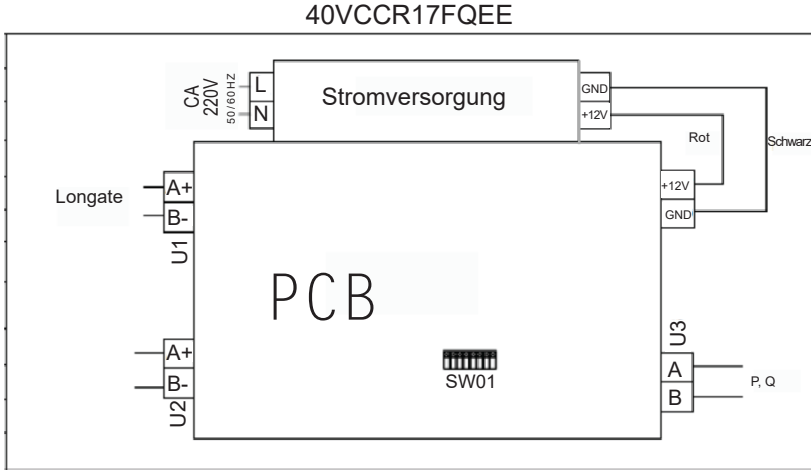 40VCCR17FQEE
CA
220V
50/60HZ
L
N
Stromversorgung
GND
+12V
Rot
Schwarz
+12V
GND
Longate
A+
B-
U1
PCB
SW01
A+
B-
U2
U3
A
B
P, Q